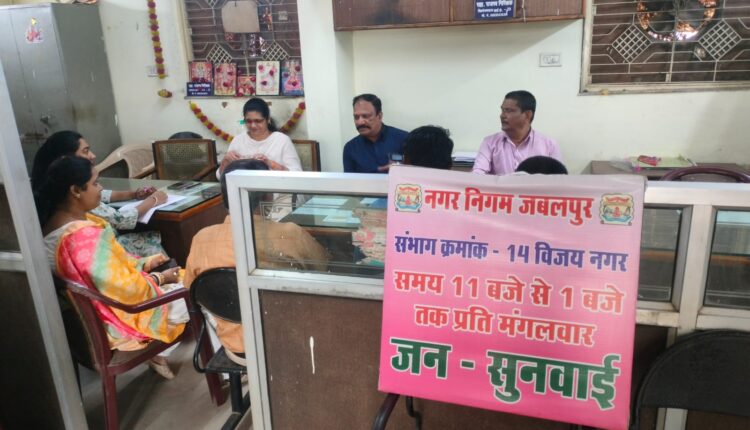 नगर निगम जबलपुर
संभाग क्रमांक - 14 विजय नगर
समय 11 बजे से 1 बजे
तक प्रति मंगलवार
जन - सुनवाई